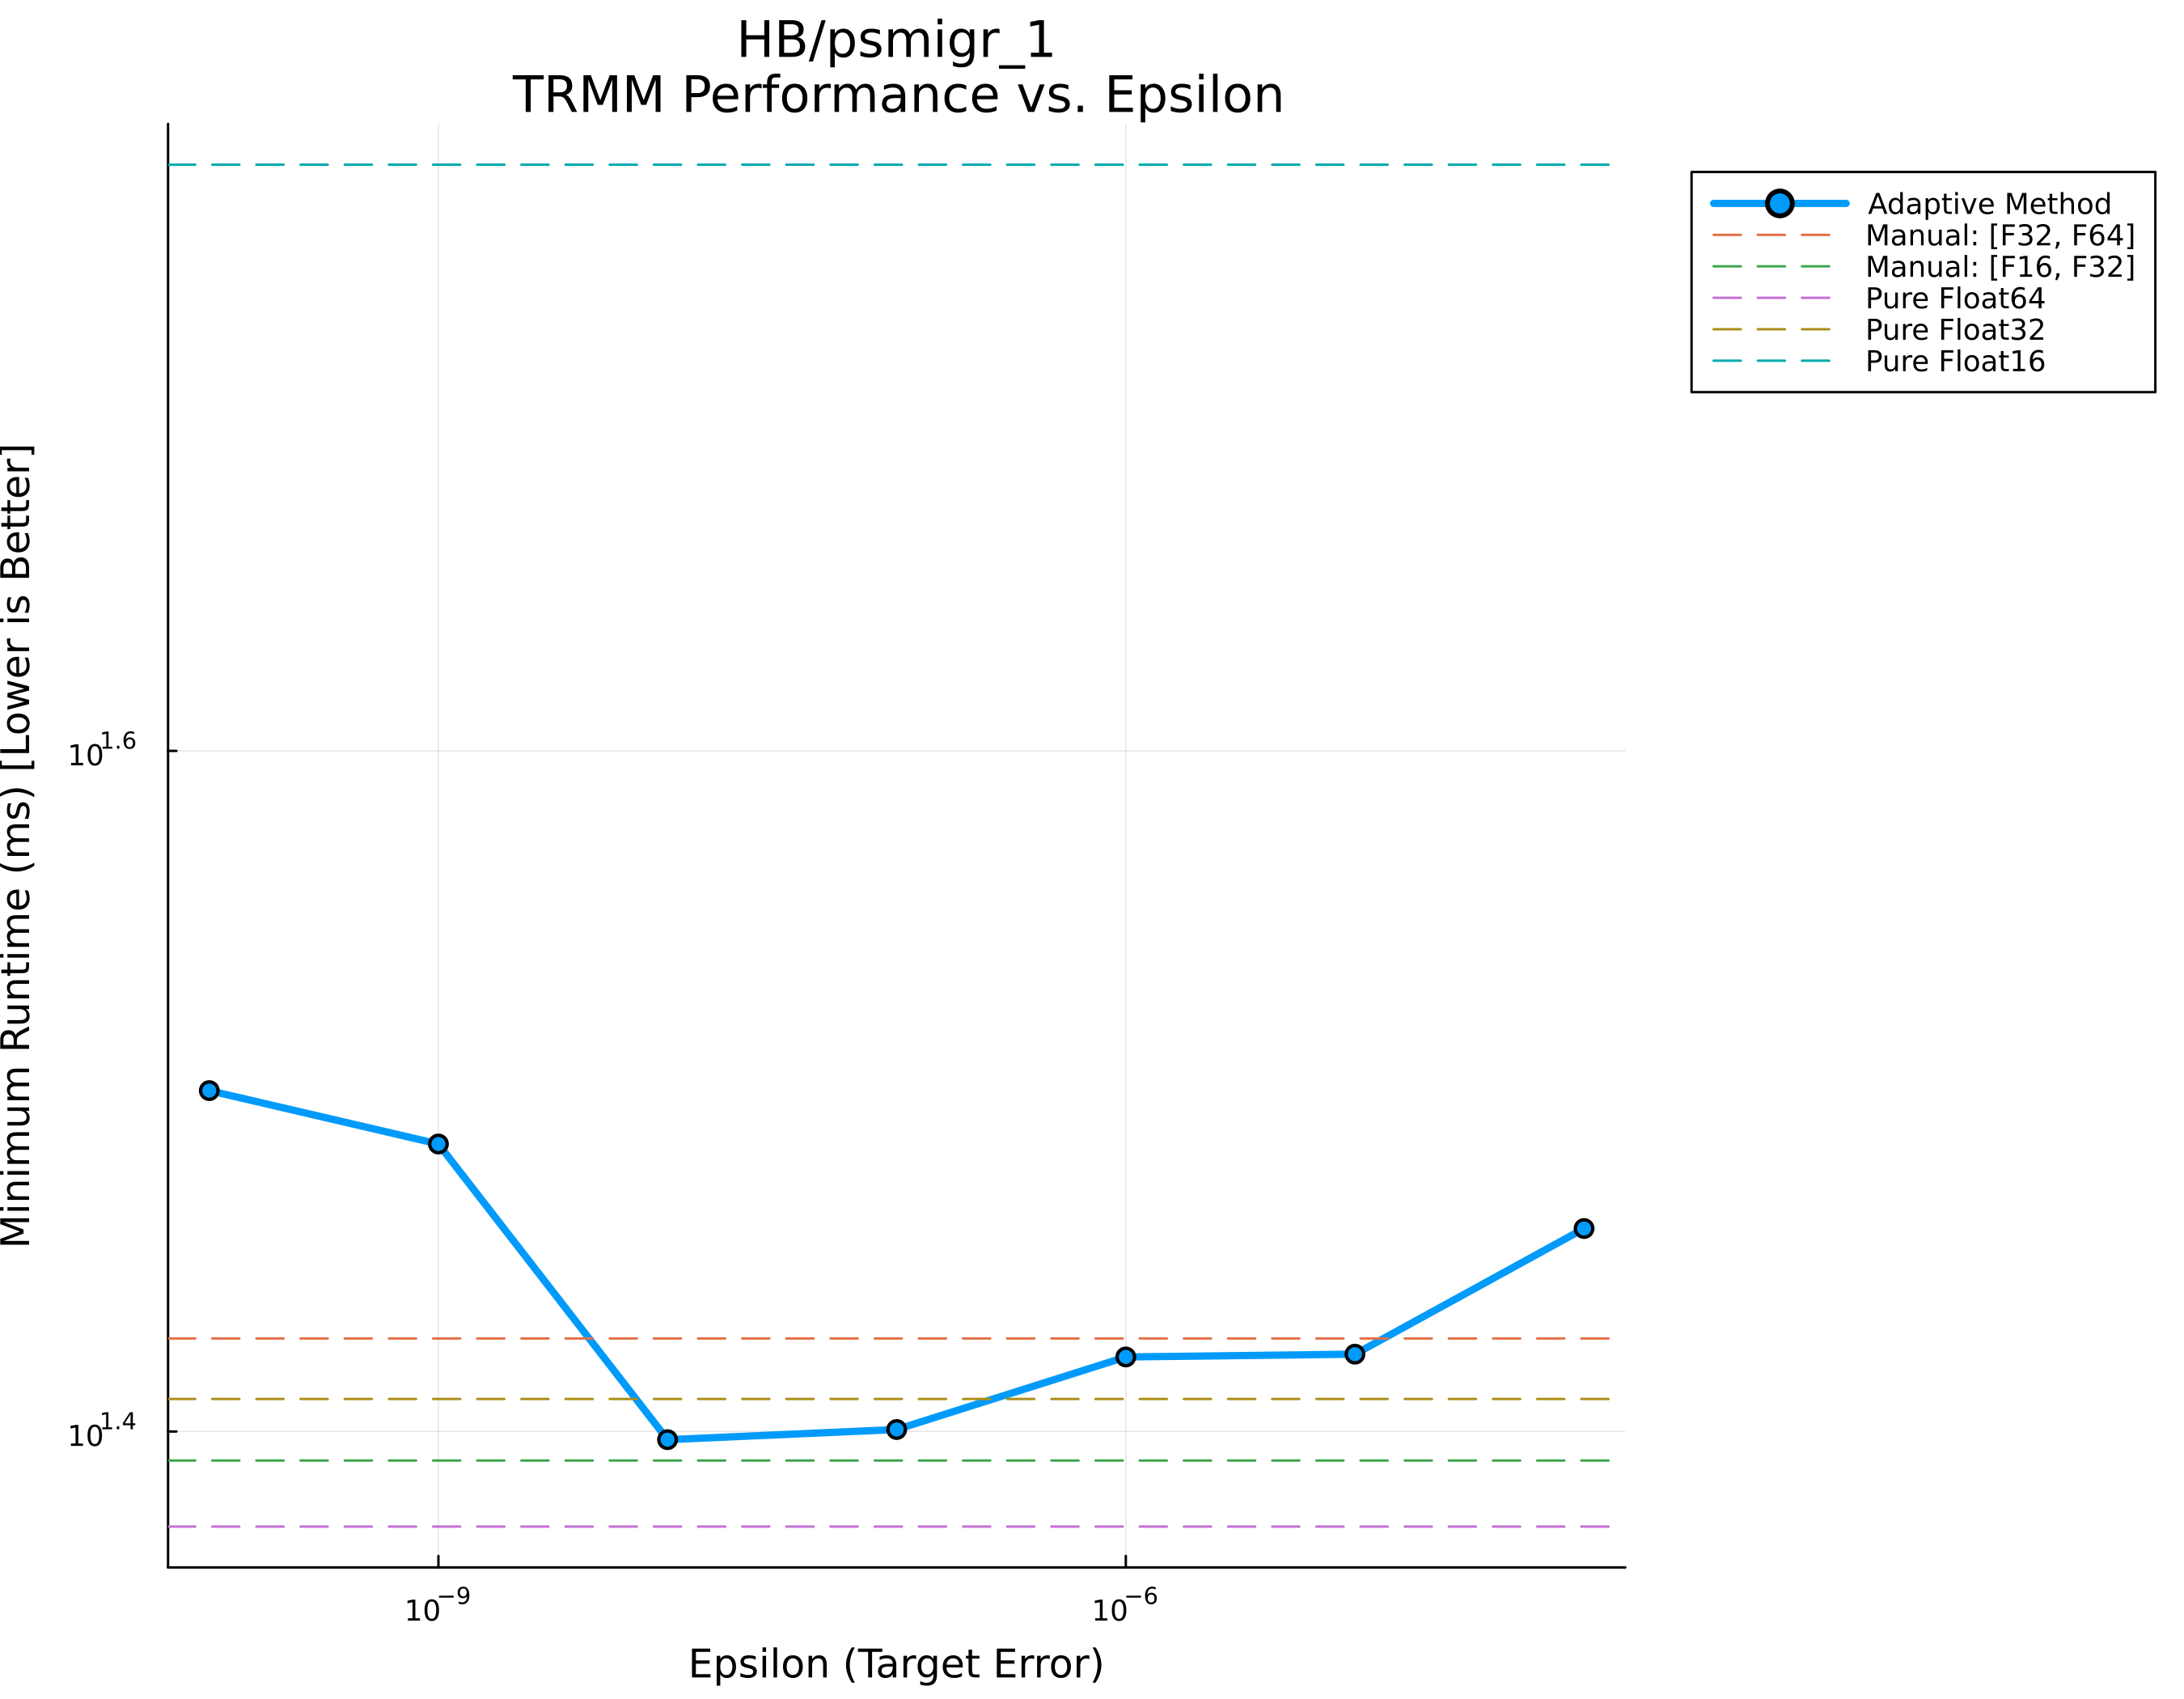 HB/psmigr_1
TRMM Performance vs. Epsilon
Minimum Runtime (ms) [Lower is Better]
10^1.6
10^1.4
10^−9
10^−6
Epsilon (Target Error)
Adaptive Method
Manual: [F32, F64]
Manual: [F16, F32]
Pure Float64
Pure Float32
Pure Float16